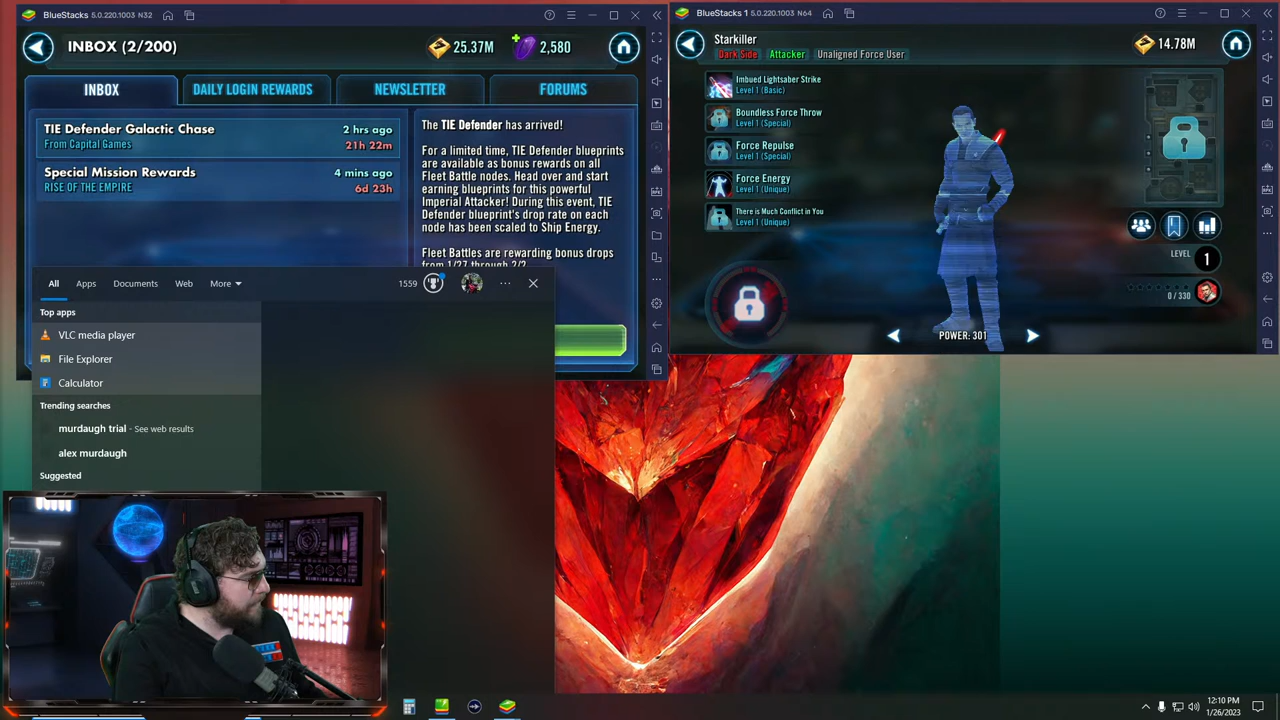 BlueStacks 5.0.220.1003 N32
INBOX (2/200)
25.37M
2,580
INBOX
DAILY LOGIN REWARDS
NEWSLETTER
FORUMS
TIE Defender Galactic Chase
2 hrs ago
From Capital Games
21h 22m
Special Mission Rewards
4 mins ago
RISE OF THE EMPIRE
6d 23h
The TIE Defender has arrived!
For a limited time, TIE Defender blueprints
are available as bonus rewards on all
Fleet Battle nodes. Head over and start
earning blueprints for this powerful
Imperial Attacker! During this event, TIE
Defender blueprint's drop rate on each
node has been scaled to Ship Energy.
Fleet Battles are rewarding bonus drops
from 1/27 through 2/2
All
Apps
Documents
Web
More
1559
Top apps
VLC media player
File Explorer
Calculator
Trending searches
murdaugh trial - See web results
alex murdaugh
Suggested
BlueStacks 1 5.0.220.1003 N64
Starkiller
Dark Side
Attacker
Unaligned Force User
14.78M
Imbued Lightsaber Strike
Level 1 (Basic)
Boundless Force Throw
Level 1 (Special)
Force Repulse
Level 1 (Special)
Force Energy
Level 1 (Unique)
There is Much Conflict in You
Level 1 (Unique)
LEVEL
1
0/330
POWER: 301
12:10 PM
1/26/2023